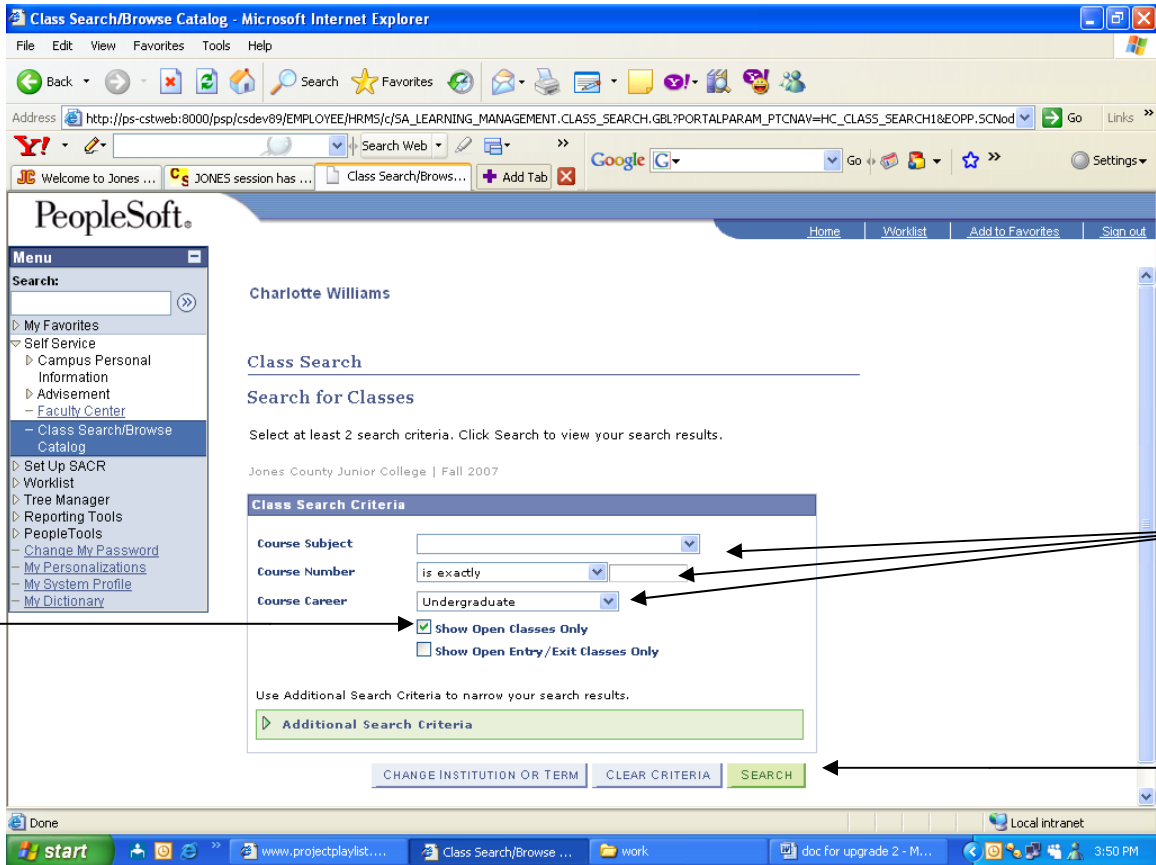 Class Search/Browse Catalog - Microsoft Internet Explorer
File Edit View Favorites Tools Help
Back Search Favorites
Address http://ps-cstweb:8000/psp/csdev89/EMPLOYEE/HRMS/c/SA_LEARNING_MANAGEMENT.CLASS_SEARCH.GBL?PORTALPARAM_PTCNAV=HC_CLASS_SEARCH1&EOPP.SCNod Go Links »
Y! Search Web » Google G Go » Settings
JC Welcome to Jones ... Cs JONES session has ... Class Search/Brows... Add Tab
PeopleSoft.
Home Worklist Add to Favorites Sign out
Menu
Search:
My Favorites
Self Service
Campus Personal
Information
Advisement
– Faculty Center
– Class Search/Browse
Catalog
Set Up SACR
Worklist
Tree Manager
Reporting Tools
PeopleTools
– Change My Password
– My Personalizations
– My System Profile
– My Dictionary
Charlotte Williams
Class Search
Search for Classes
Select at least 2 search criteria. Click Search to view your search results.
Jones County Junior College | Fall 2007
Class Search Criteria
Course Subject
Course Number is exactly
Course Career Undergraduate
Show Open Classes Only
Show Open Entry/Exit Classes Only
Use Additional Search Criteria to narrow your search results.
Additional Search Criteria
CHANGE INSTITUTION OR TERM CLEAR CRITERIA SEARCH
Done Local intranet
start » www.projectplaylist.... Class Search/Browse ... work doc for upgrade 2 - M... 3:50 PM